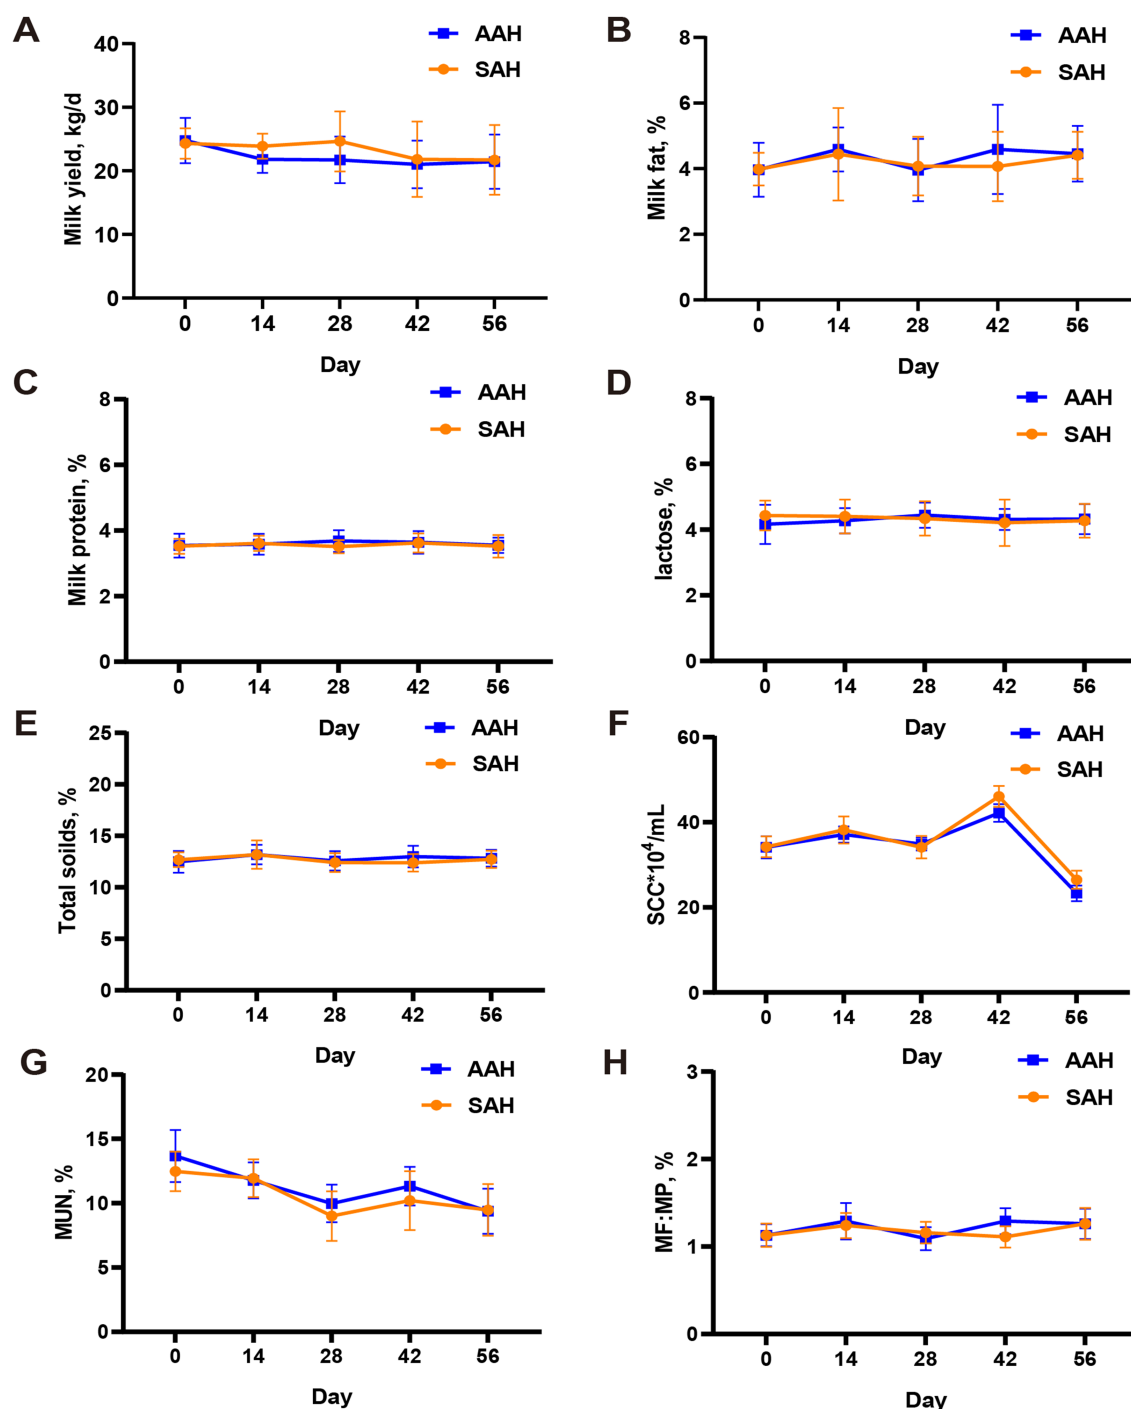 A
AAH
SAH
Milk yield, kg/d
40
30
20
10
0
0 14 28 42 56
Day
B
AAH
SAH
Milk fat, %
8
6
4
2
0
0 14 28 42 56
Day
C
AAH
SAH
Milk protein, %
8
6
4
2
0
0 14 28 42 56
Day
D
AAH
SAH
lactose, %
8
6
4
2
0
0 14 28 42 56
Day
E
AAH
SAH
Total soilds, %
25
20
15
10
5
0
0 14 28 42 56
Day
F
AAH
SAH
SCC*10⁴/mL
60
40
20
0
0 14 28 42 56
Day
G
AAH
SAH
MUN, %
20
15
10
5
0
0 14 28 42 56
Day
H
AAH
SAH
MF:MP, %
3
2
1
0
0 14 28 42 56
Day